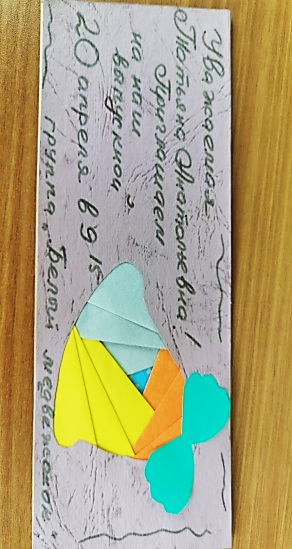 Уважаемая
Татьяна Анатольевна!
Приглашаем
на наш
выпускной
20 апреля в 9 15
группа "Белый медвежонок"